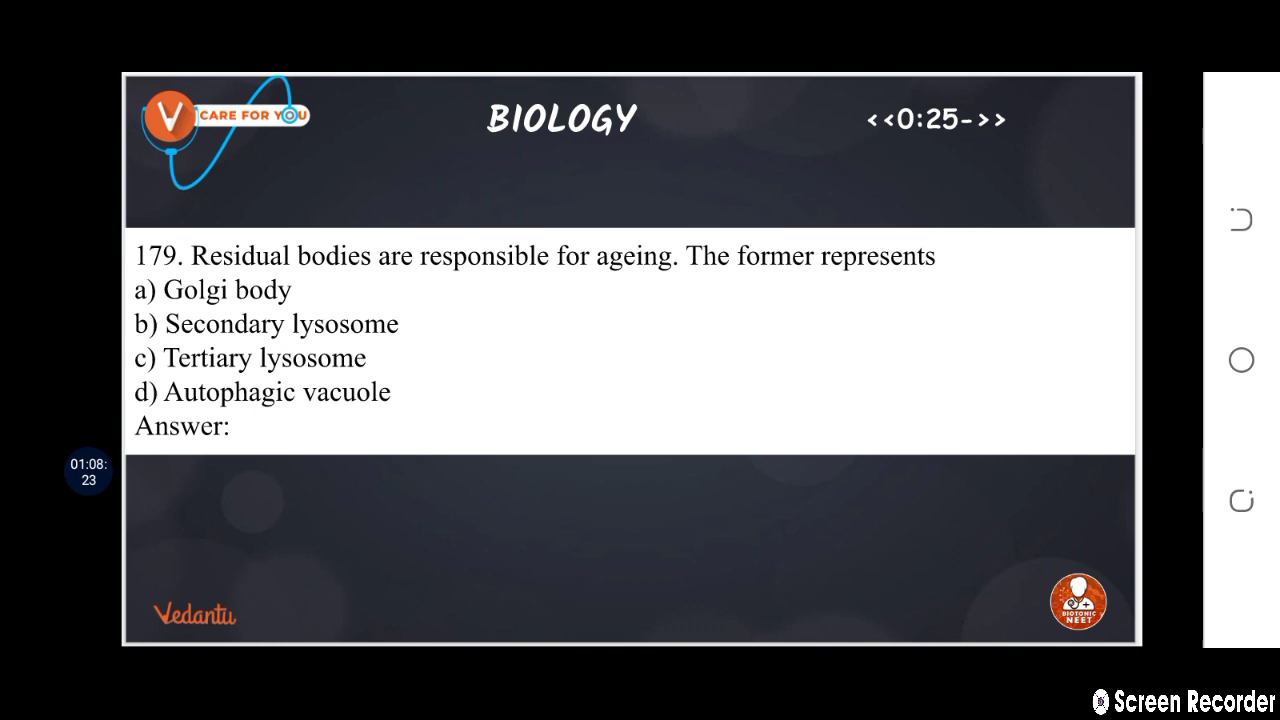 V CARE FOR YOU
BIOLOGY
<<0:25->>
179. Residual bodies are responsible for ageing. The former represents
a) Golgi body
b) Secondary lysosome
c) Tertiary lysosome
d) Autophagic vacuole
Answer:
01:08:
23
Vedantu
BIOTONIC
NEET
Screen Recorder